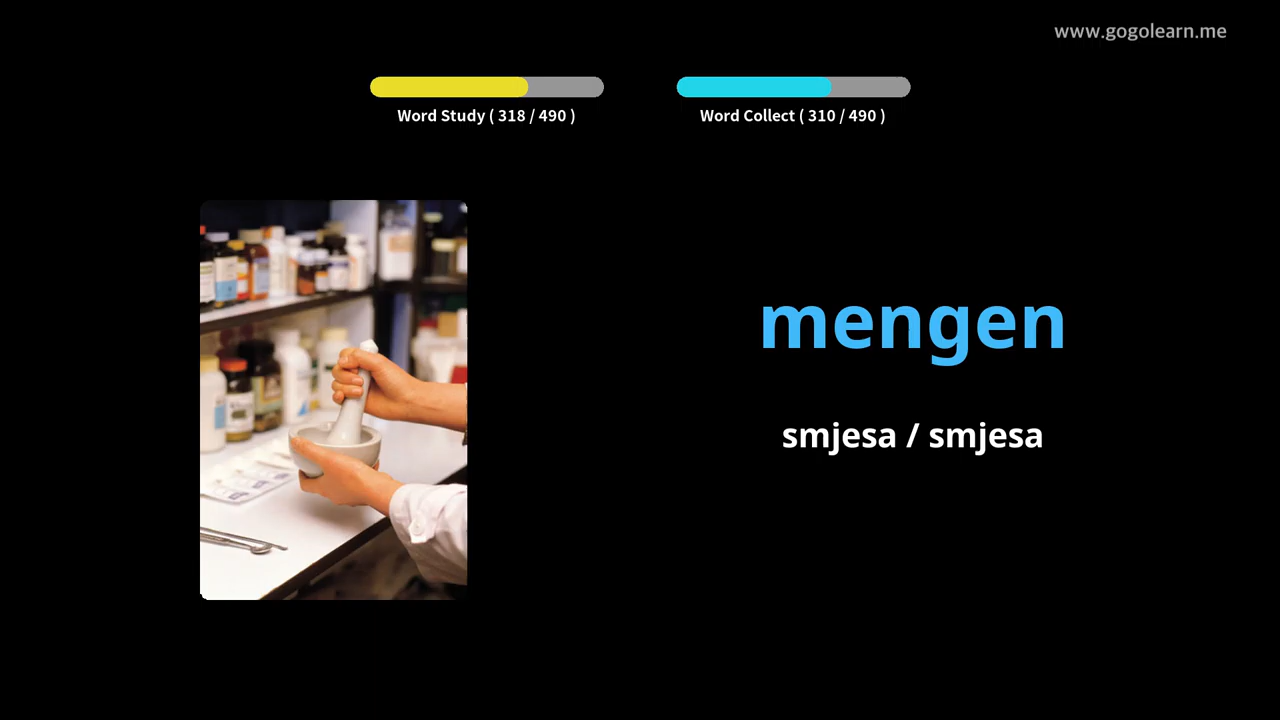 www.gogolearn.me
Word Study ( 318 / 490 )
Word Collect ( 310 / 490 )
mengen
smjesa / smjesa